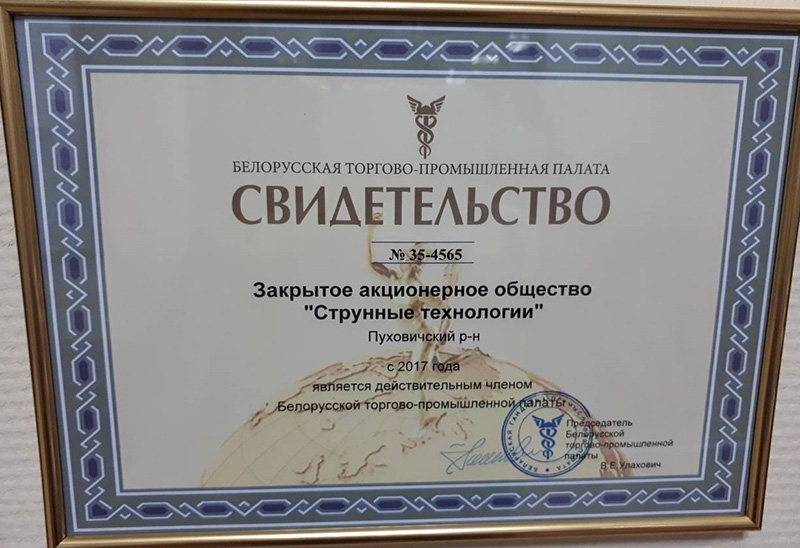 БЕЛОРУССКАЯ ТОРГОВО-ПРОМЫШЛЕННАЯ ПАЛАТА
СВИДЕТЕЛЬСТВО
№ 35-4565
Закрытое акционерное общество
"Струнные технологии"
Пуховичский р-н
с 2017 года
является действительным членом
Белорусской торгово-промышленной палаты
Председатель
Белорусской
торгово-промышленной
палаты
В.Е.Улахович